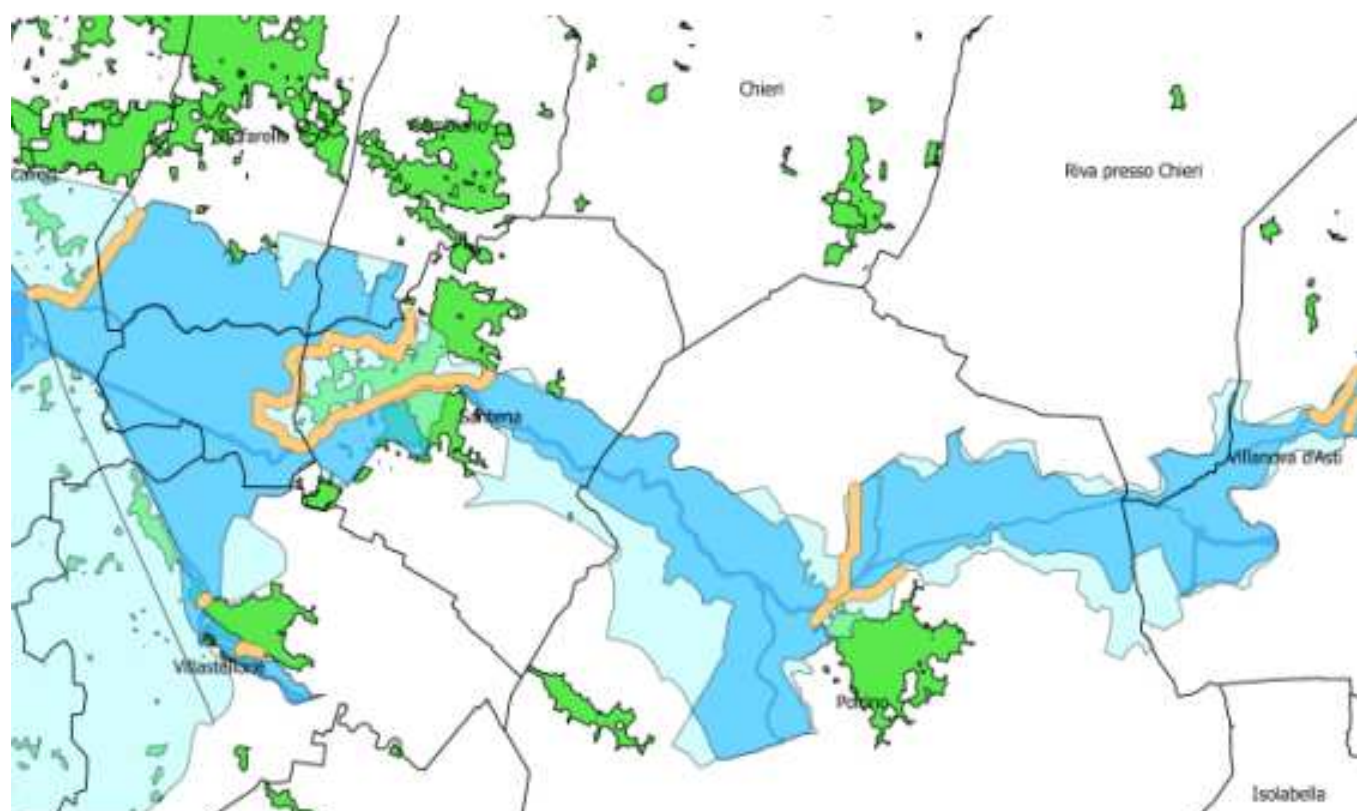 Chieri
Riva presso Chieri
Santena
Villanova d'Asti
Villastellone
Poirino
Isolabella